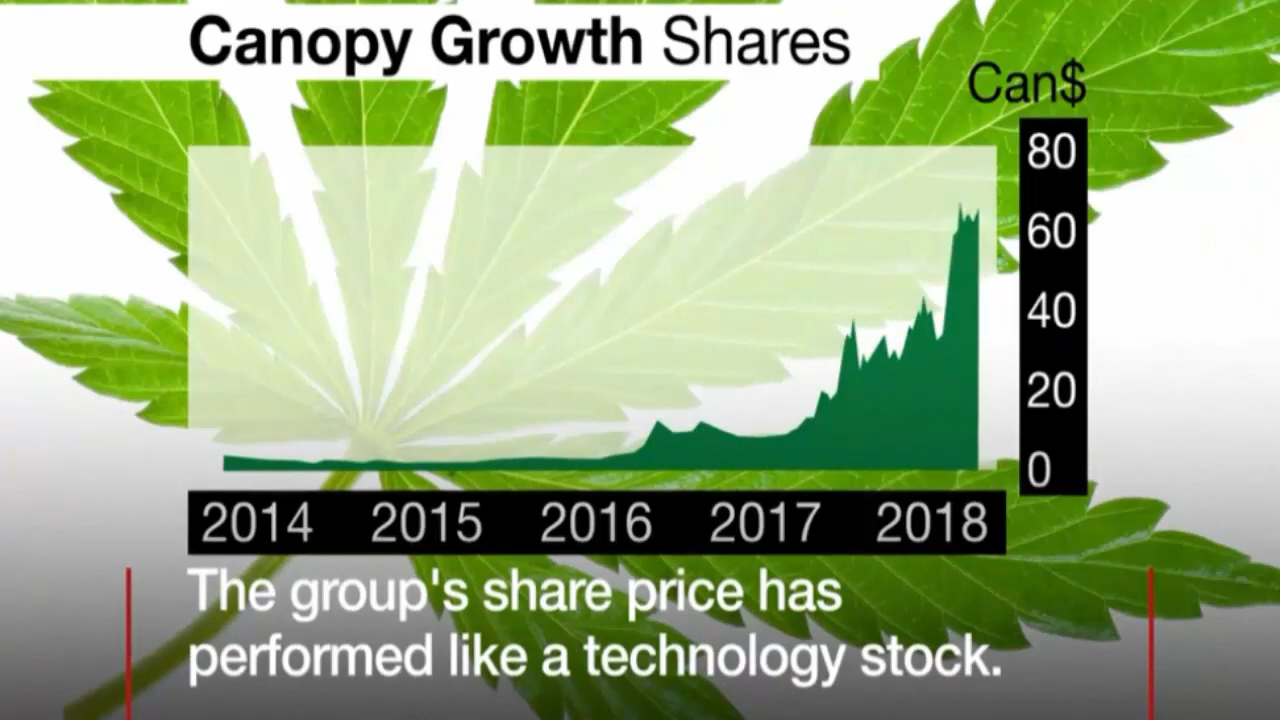 Canopy Growth Shares
Can$
80
60
40
20
0
2014 2015 2016 2017 2018
The group's share price has
performed like a technology stock.